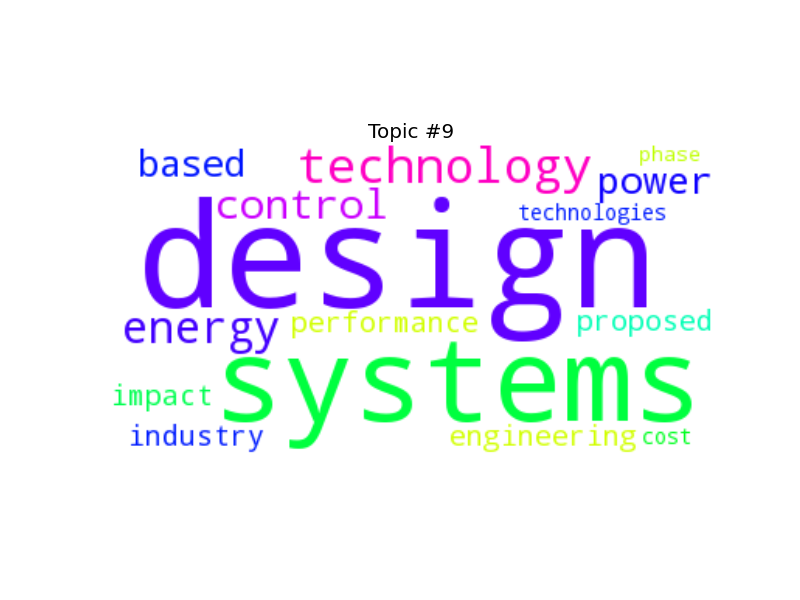 Topic #9
based technology phase
power
control technologies
design
energy performance proposed
systems
impact
industry engineering cost